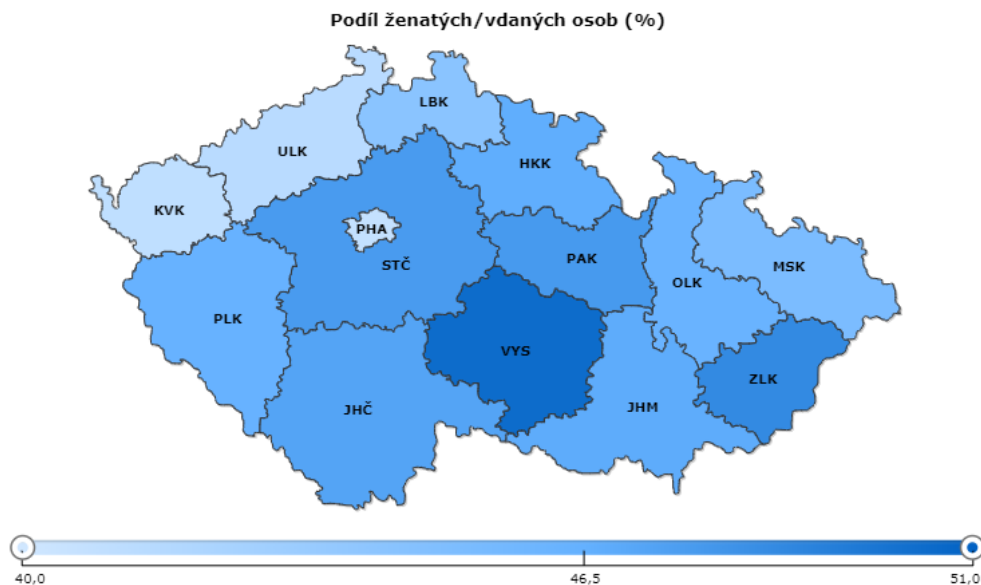 Podíl ženatých/vdaných osob (%)
LBK
ULK
HKK
KVK
PHA
STČ
PAK
MSK
OLK
PLK
VYS
ZLK
JHČ
JHM
40,0
46,5
51,0